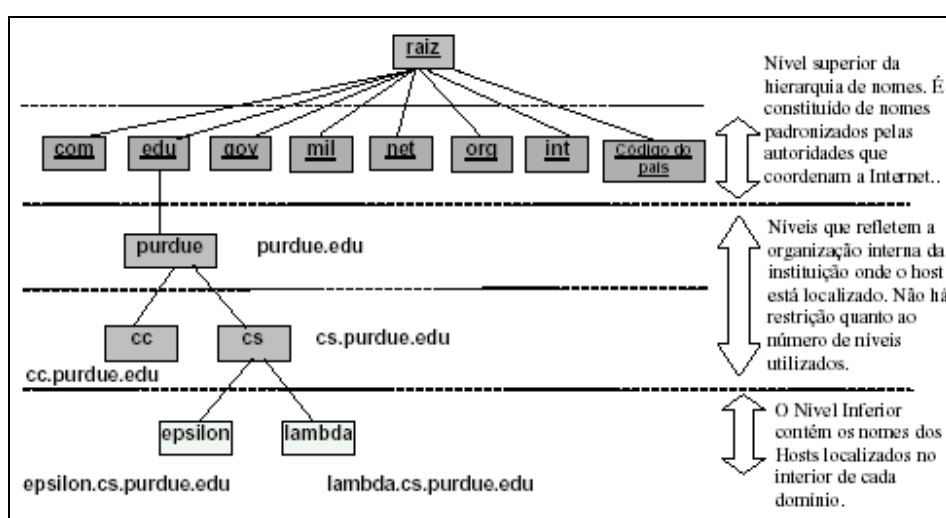 raiz
Nível superior da
hierarquia de nomes. É
constituído de nomes
padronizados pelas
autoridades que
coordenam a Internet..
com
edu
gov
mil
net
org
int
Código do
país
purdue
purdue.edu
Níveis que refletem a
organização interna da
instituição onde o host
está localizado. Não há
restrição quanto ao
número de níveis
utilizados.
cc
cs
cs.purdue.edu
cc.purdue.edu
epsilon
lambda
O Nível Inferior
contém os nomes dos
Hosts localizados no
interior de cada
domínio.
epsilon.cs.purdue.edu
lambda.cs.purdue.edu